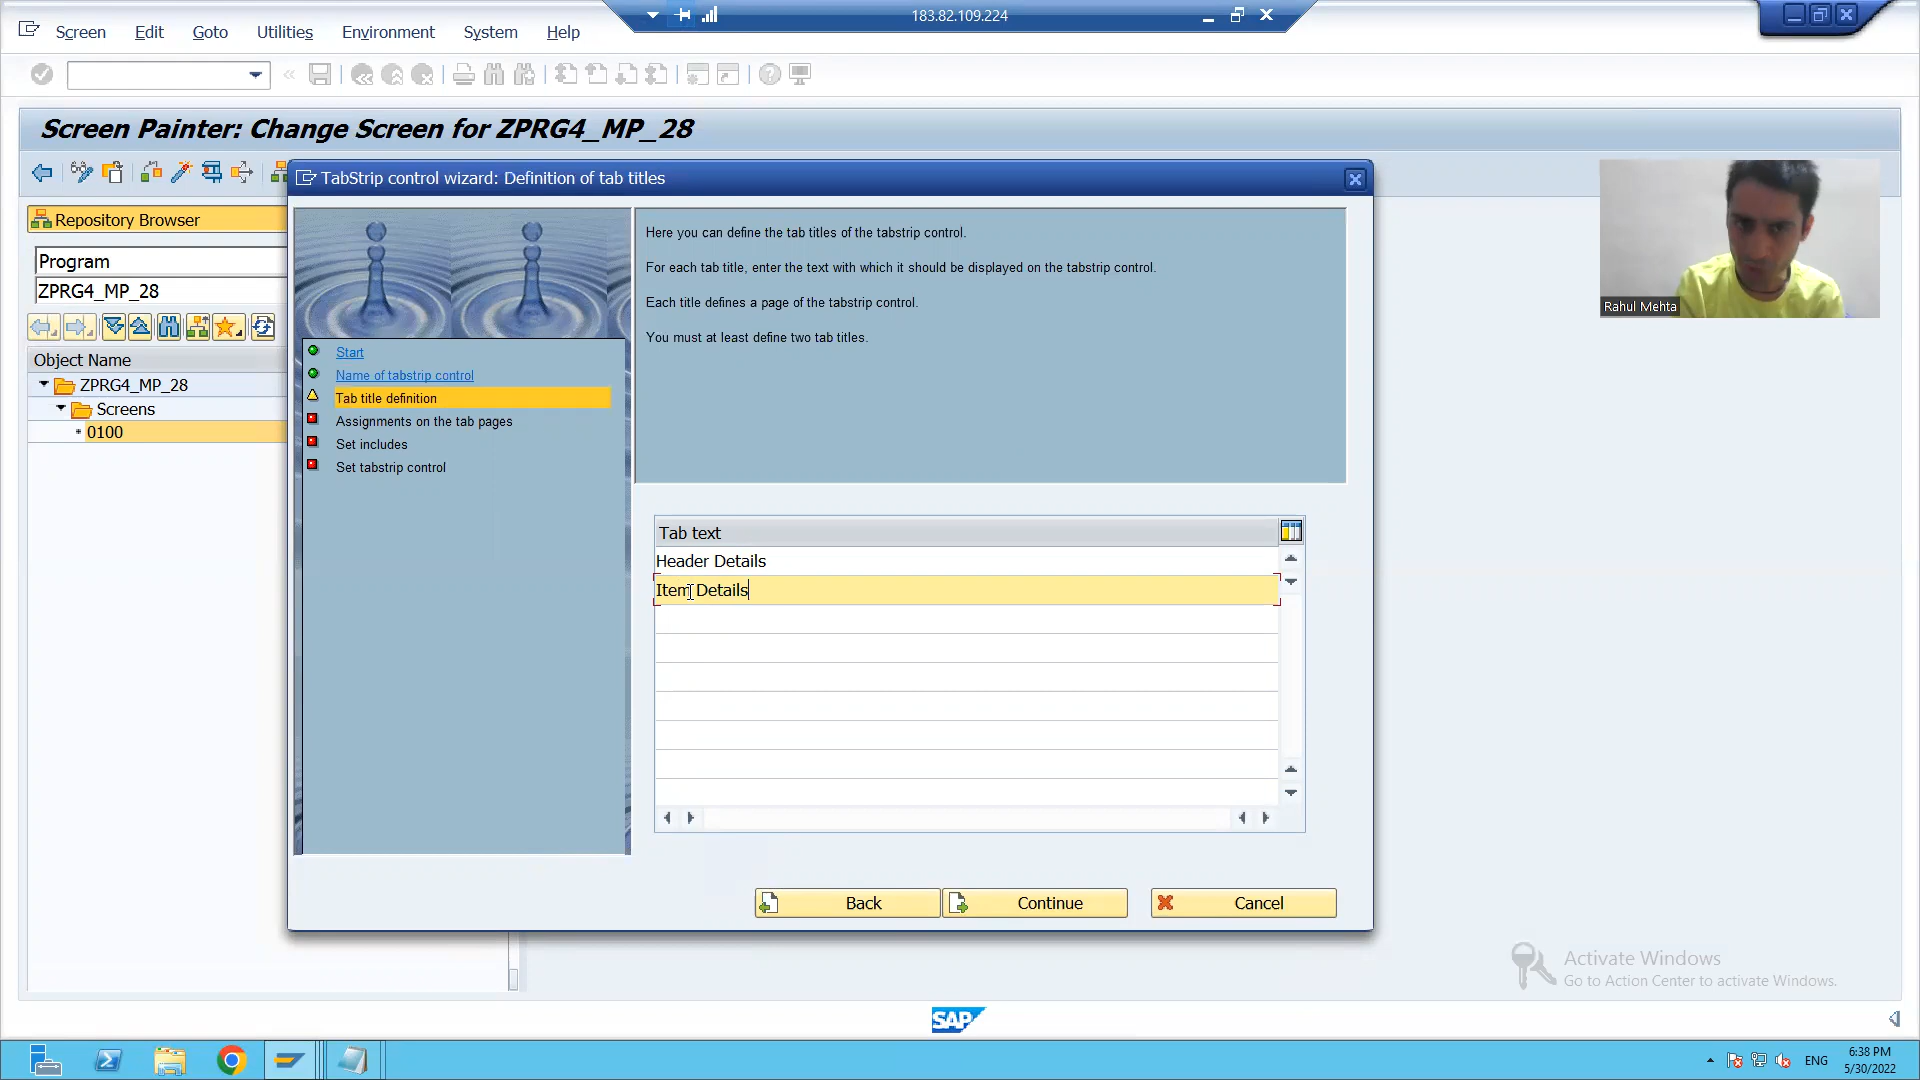 183.82.109.224
Screen Edit Goto Utilities Environment System Help
Screen Painter: Change Screen for ZPRG4_MP_28
TabStrip control wizard: Definition of tab titles
Repository Browser
Program
ZPRG4_MP_28
Object Name
ZPRG4_MP_28
Screens
0100
Start
Name of tabstrip control
Tab title definition
Assignments on the tab pages
Set includes
Set tabstrip control
Here you can define the tab titles of the tabstrip control.
For each tab title, enter the text with which it should be displayed on the tabstrip control.
Each title defines a page of the tabstrip control.
You must at least define two tab titles.
Tab text
Header Details
Item Details
Back Continue Cancel
Rahul Mehta
Activate Windows
Go to Action Center to activate Windows.
SAP
ENG
6:38 PM
5/30/2022